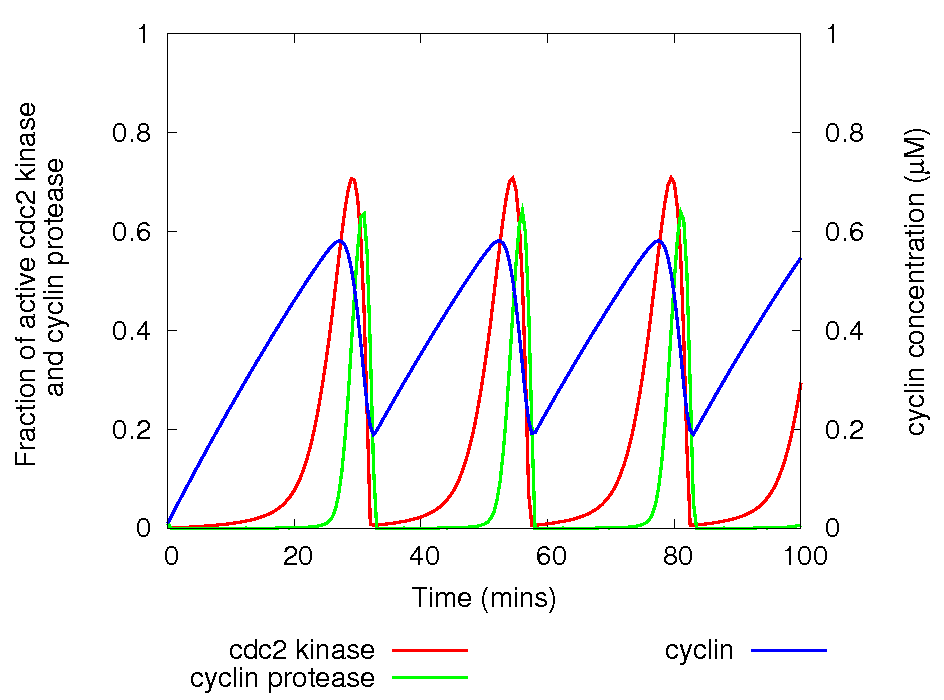 1
0.8
0.6
0.4
0.2
0
1
0.8
0.6
0.4
0.2
0
Fraction of active cdc2 kinase
and cyclin protease
cyclin concentration (μM)
0
20
40
60
80
100
Time (mins)
cdc2 kinase
cyclin protease
cyclin